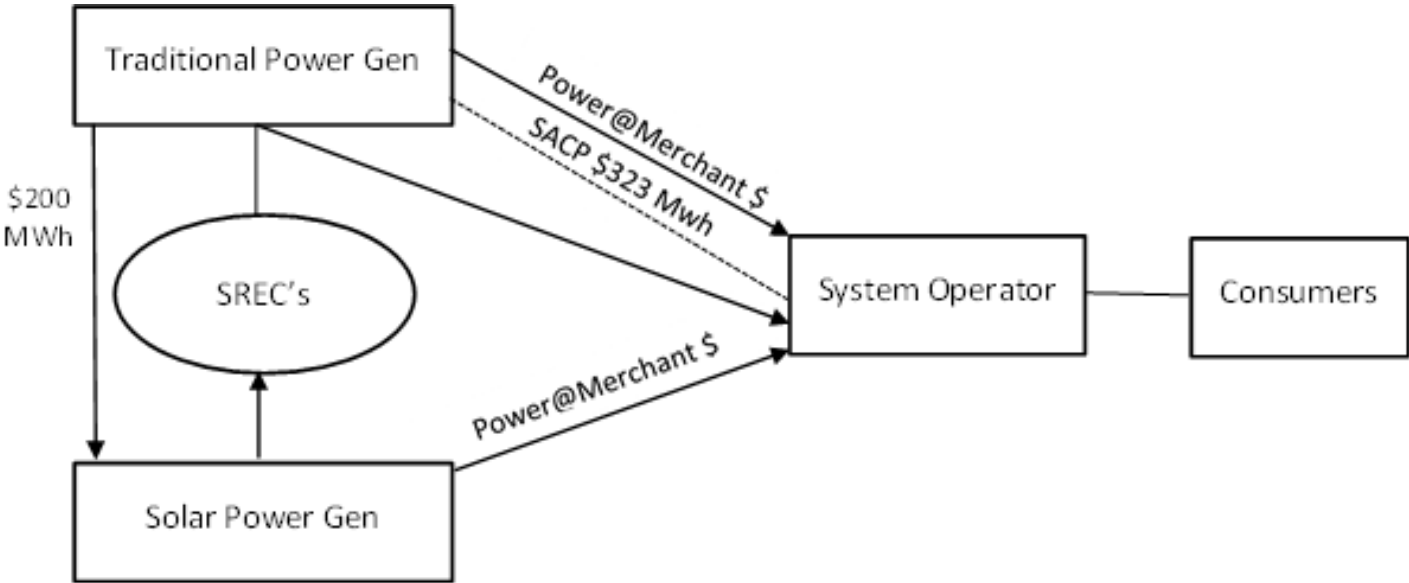 Traditional Power Gen
Power@Merchant $
SACP $323 Mwh
$200
MWh
SREC's
System Operator
Consumers
Power@Merchant $
Solar Power Gen